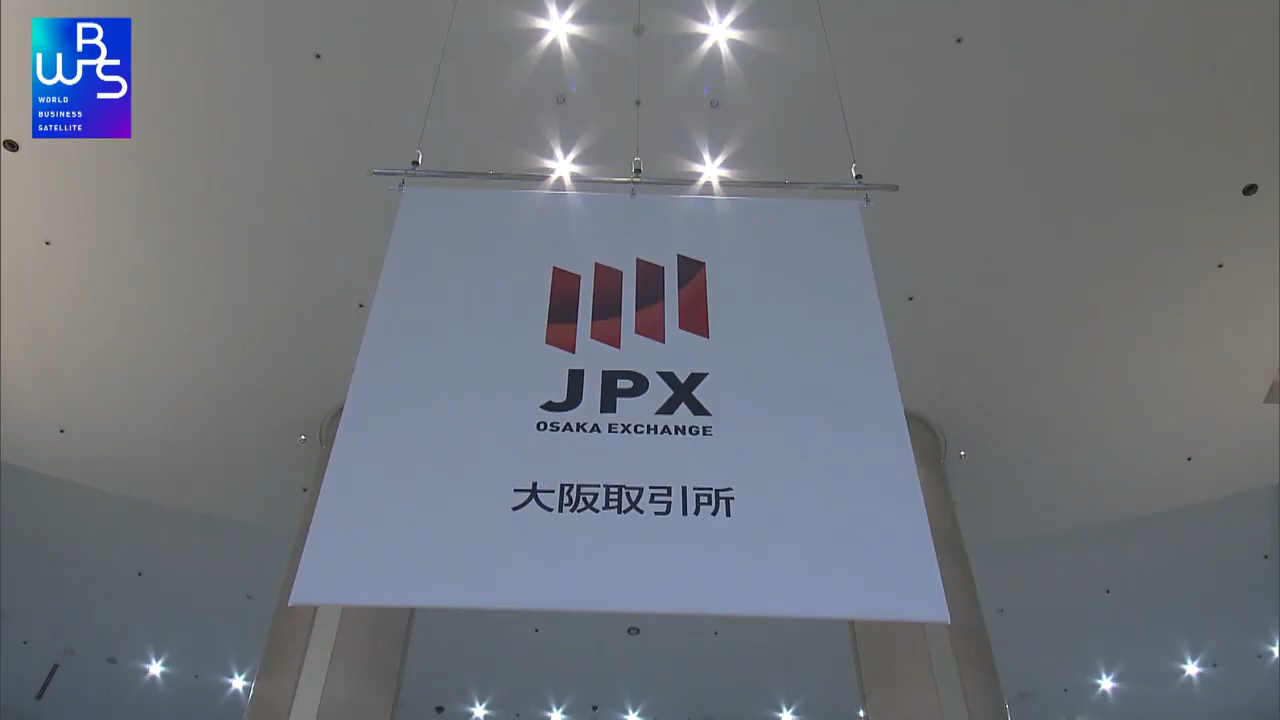 WBS
WORLD
BUSINESS
SATELLITE
JPX
OSAKA EXCHANGE
大阪取引所